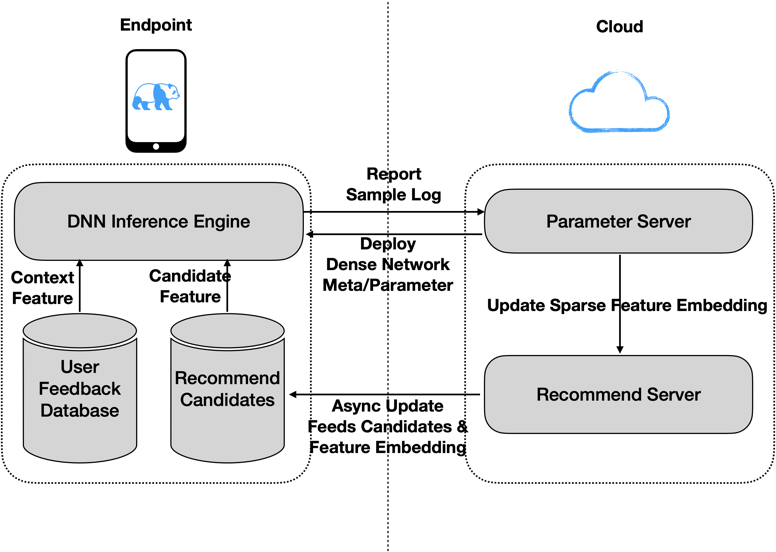 Endpoint
Cloud
Report
Sample Log
DNN Inference Engine
Parameter Server
Deploy
Dense Network
Meta/Parameter
Context
Feature
Candidate
Feature
Update Sparse Feature Embedding
User
Feedback
Database
Recommend
Candidates
Recommend Server
Async Update
Feeds Candidates &
Feature Embedding